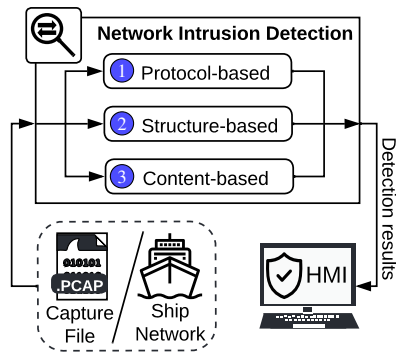 Network Intrusion Detection
1 Protocol-based
2 Structure-based
3 Content-based
Detection results
010101
.PCAP
Capture
File
Ship
Network
HMI